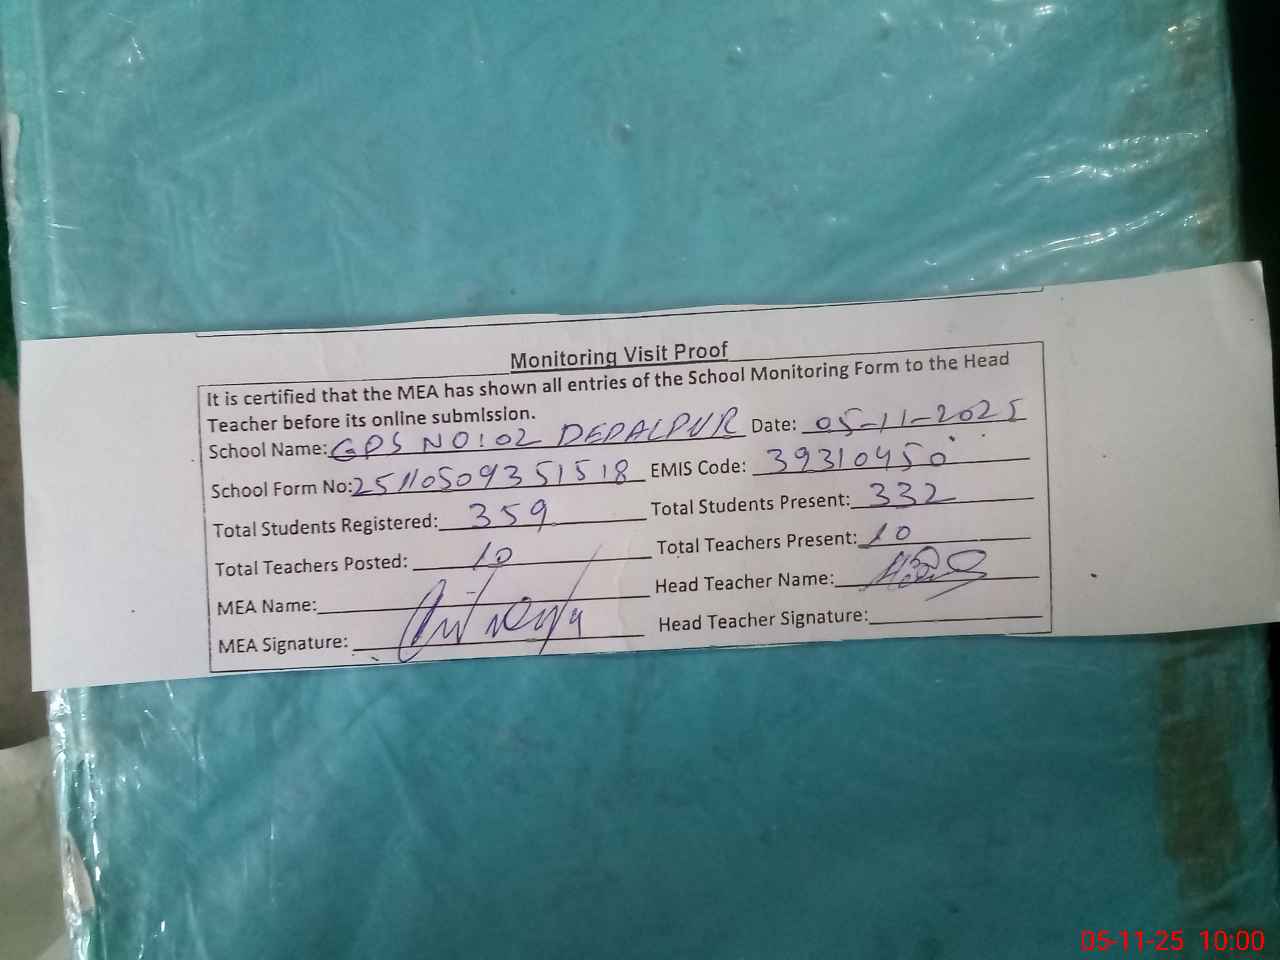 Monitoring Visit Proof
It is certified that the MEA has shown all entries of the School Monitoring Form to the Head
Teacher before its online submission.
School Name: GPS NO:02 DEPALPUR Date: 05-11-2025
School Form No: 25110509351518 EMIS Code: 39310450
Total Students Registered: 359 Total Students Present: 332
Total Teachers Posted: 10 Total Teachers Present: 10
MEA Name: Head Teacher Name:
MEA Signature: Head Teacher Signature:
05-11-25 10:00